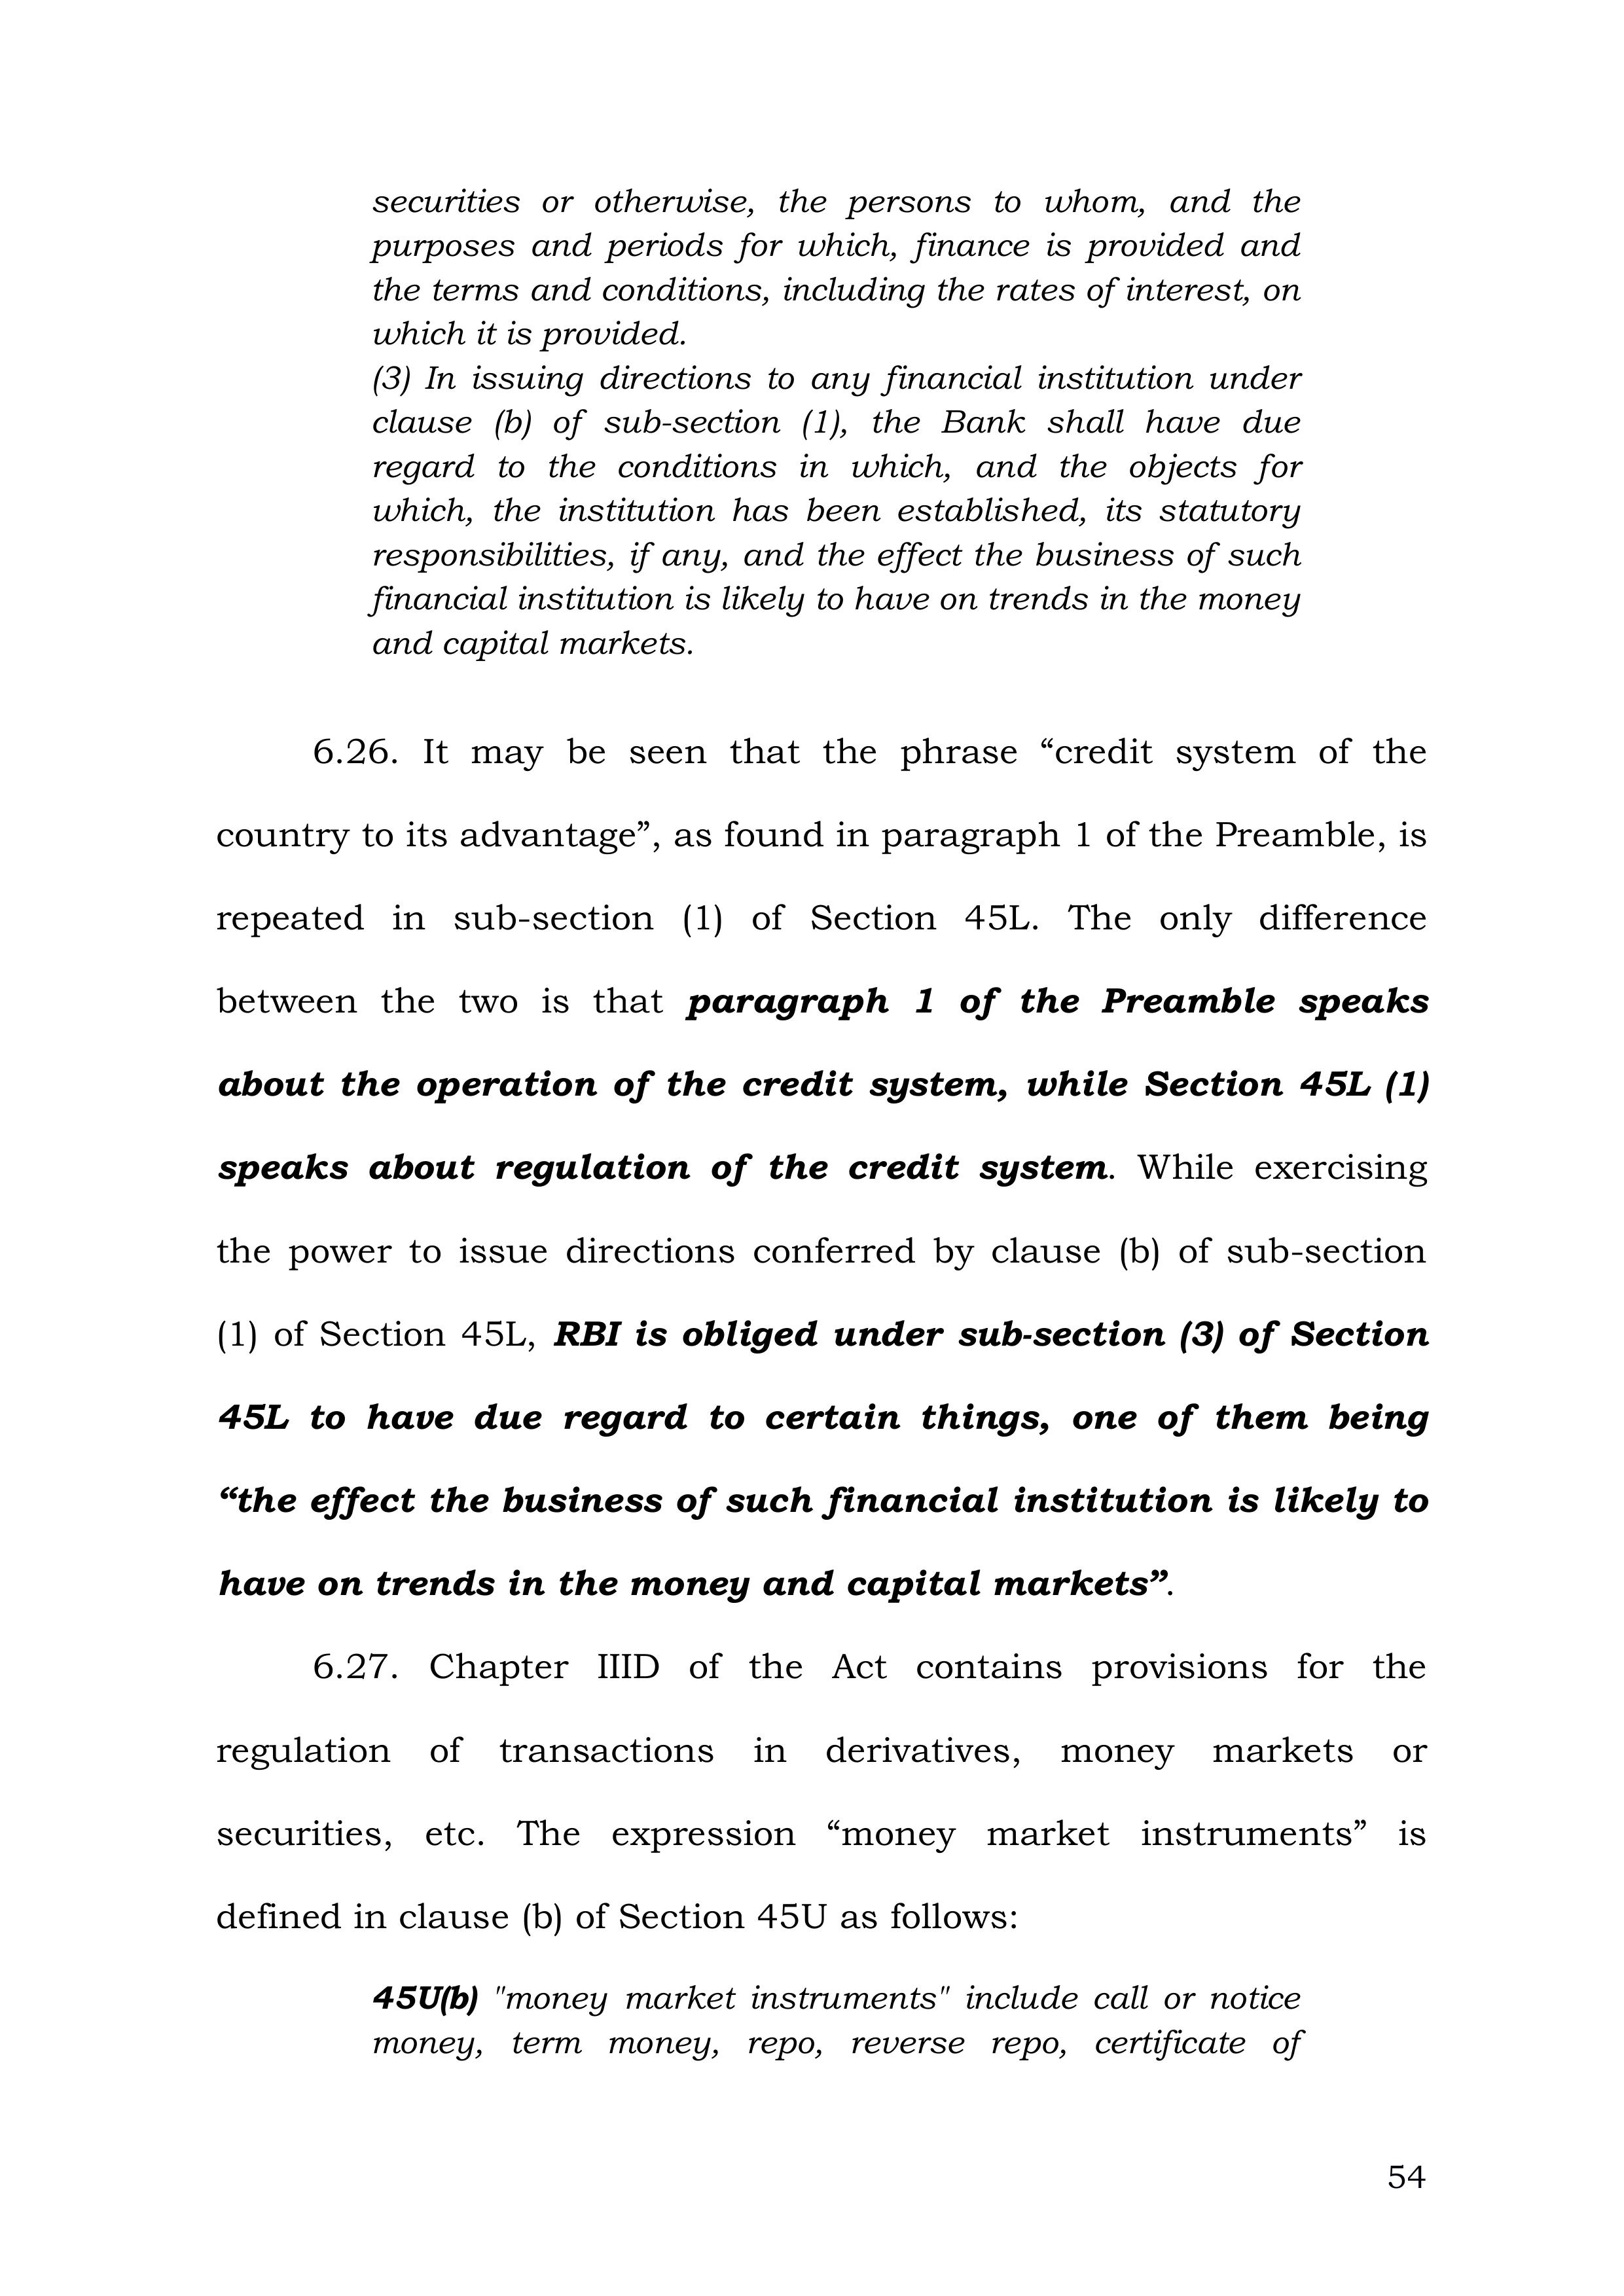 securities or otherwise, the persons to whom, and the
purposes and periods for which, finance is provided and
the terms and conditions, including the rates of interest, on
which it is provided.
(3) In issuing directions to any financial institution under
clause (b) of sub-section (1), the Bank shall have due
regard to the conditions in which, and the objects for
which, the institution has been established, its statutory
responsibilities, if any, and the effect the business of such
financial institution is likely to have on trends in the money
and capital markets.
6.26. It may be seen that the phrase “credit system of the
country to its advantage”, as found in paragraph 1 of the Preamble, is
repeated in sub-section (1) of Section 45L. The only difference
between the two is that paragraph 1 of the Preamble speaks
about the operation of the credit system, while Section 45L (1)
speaks about regulation of the credit system. While exercising
the power to issue directions conferred by clause (b) of sub-section
(1) of Section 45L, RBI is obliged under sub-section (3) of Section
45L to have due regard to certain things, one of them being
“the effect the business of such financial institution is likely to
have on trends in the money and capital markets”.
6.27. Chapter IIID of the Act contains provisions for the
regulation of transactions in derivatives, money markets or
securities, etc. The expression “money market instruments” is
defined in clause (b) of Section 45U as follows:
45U(b) "money market instruments" include call or notice
money, term money, repo, reverse repo, certificate of
54